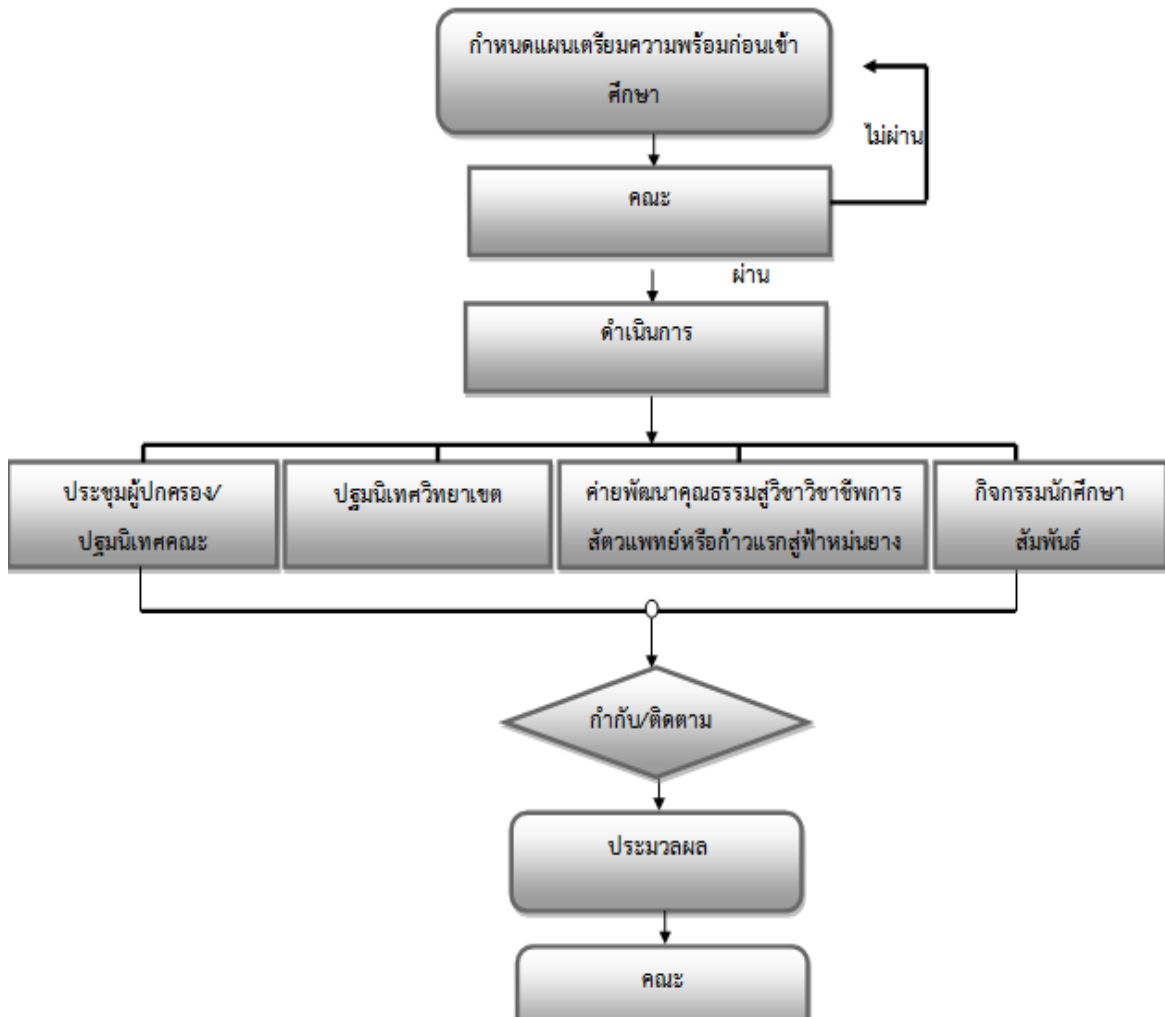 กำหนดแผนเตรียมความพร้อมก่อนเข้า
ศึกษา
ไม่ผ่าน
คณะ
ผ่าน
ดำเนินการ
ประชุมผู้ปกครอง/
ปฐมนิเทศคณะ
ปฐมนิเทศวิทยาเขต
ค่ายพัฒนาคุณธรรมสู่วิชาวิชาชีพการ
สัตวแพทย์หรือก้าวแรกสู่ฟ้าหม่นยาง
กิจกรรมนักศึกษา
สัมพันธ์
กำกับ/ติดตาม
ประมวลผล
คณะ